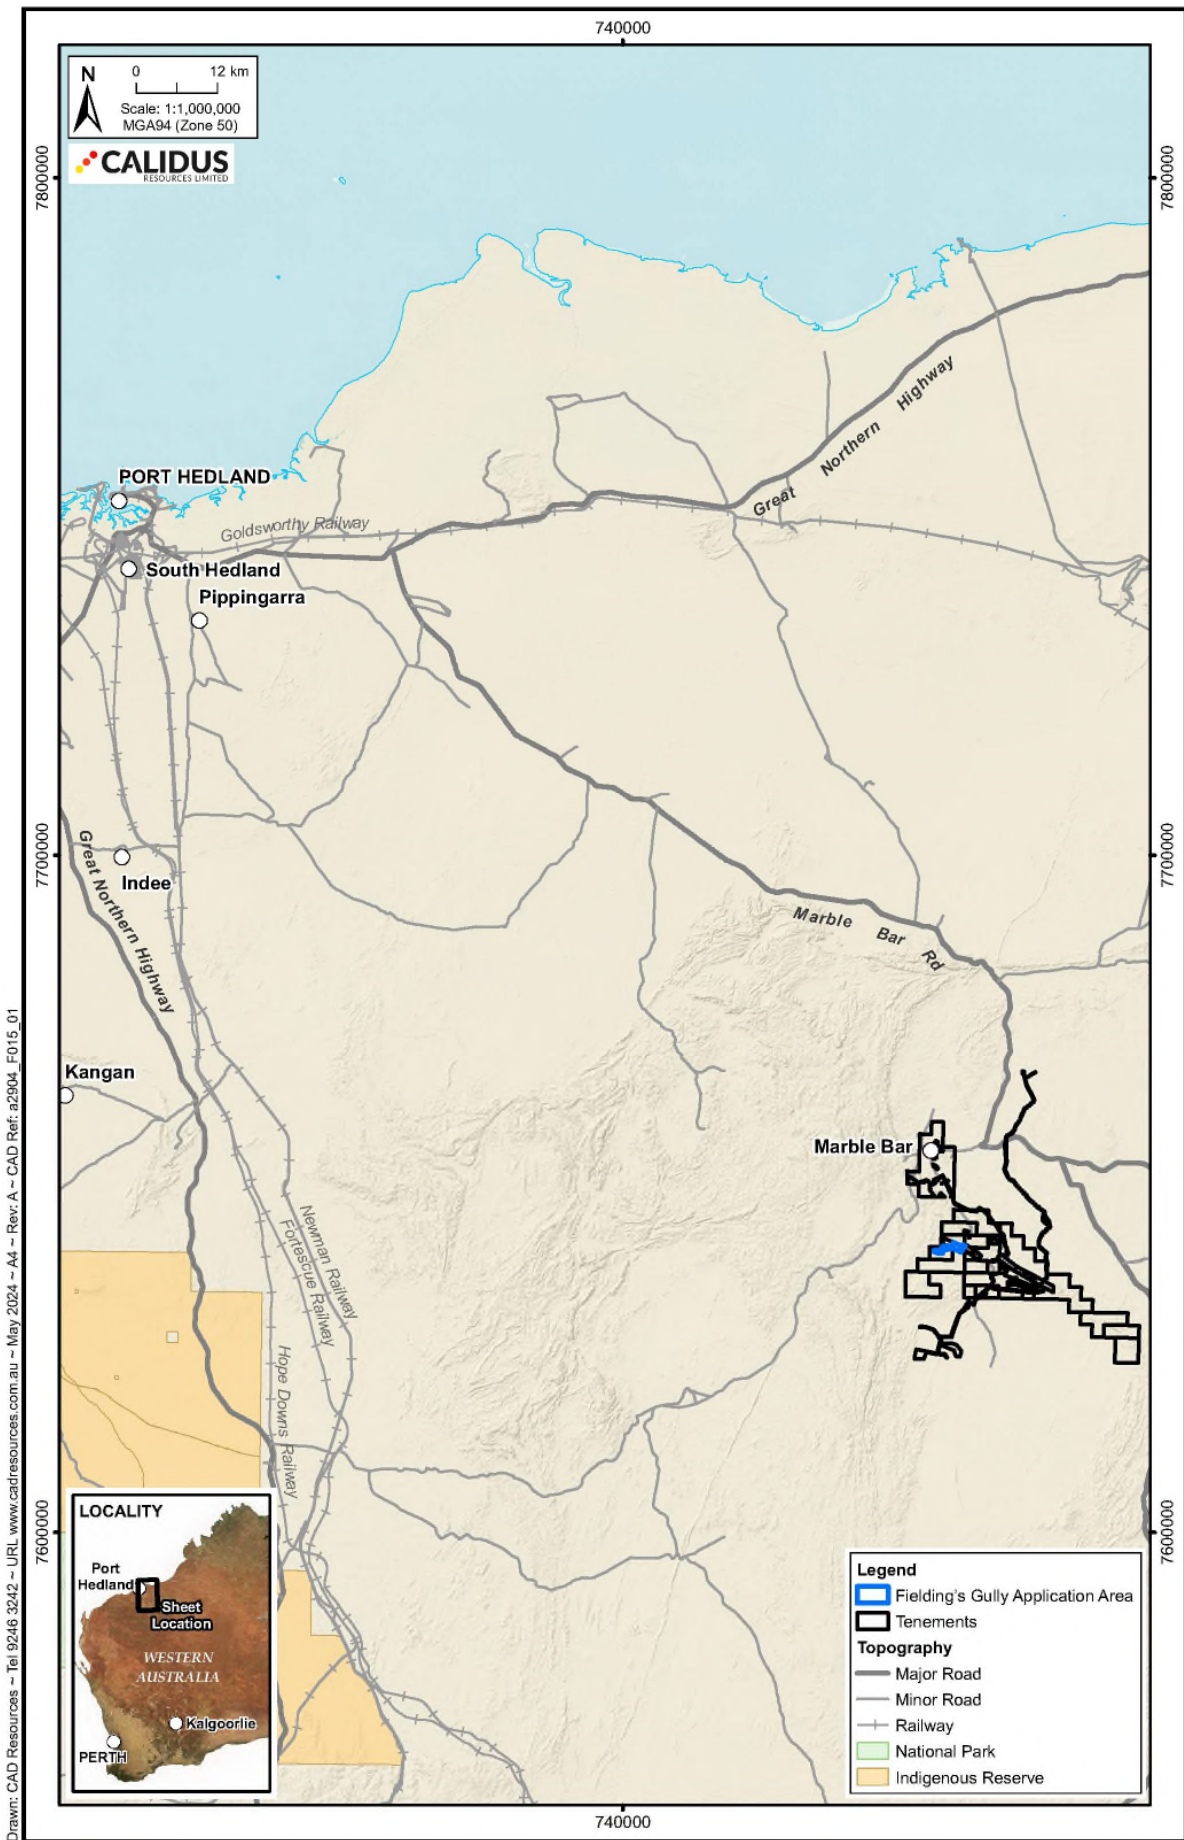 740000
N
0 12 km
Scale: 1:1,000,000
MGA94 (Zone 50)
CALIDUS
RESOURCES LIMITED
7800000
7800000
Great Northern Highway
PORT HEDLAND
Goldsworthy Railway
South Hedland
Pippingarra
7700000
7700000
Great Northern Highway
Indee
Marble Bar Rd
Kangan
Marble Bar
Newman Railway
Fortescue Railway
Hope Downs Railway
7600000
7600000
LOCALITY
Port
Hedland
Sheet
Location
WESTERN
AUSTRALIA
Kalgoorlie
PERTH
Legend
Fielding's Gully Application Area
Tenements
Topography
Major Road
Minor Road
Railway
National Park
Indigenous Reserve
740000
Drawn: CAD Resources ~ Tel 9246 3242 ~ URL www.cadresources.com.au ~ May 2024 ~ A4 ~ Rev: A ~ CAD Ref: a2904_F015_01